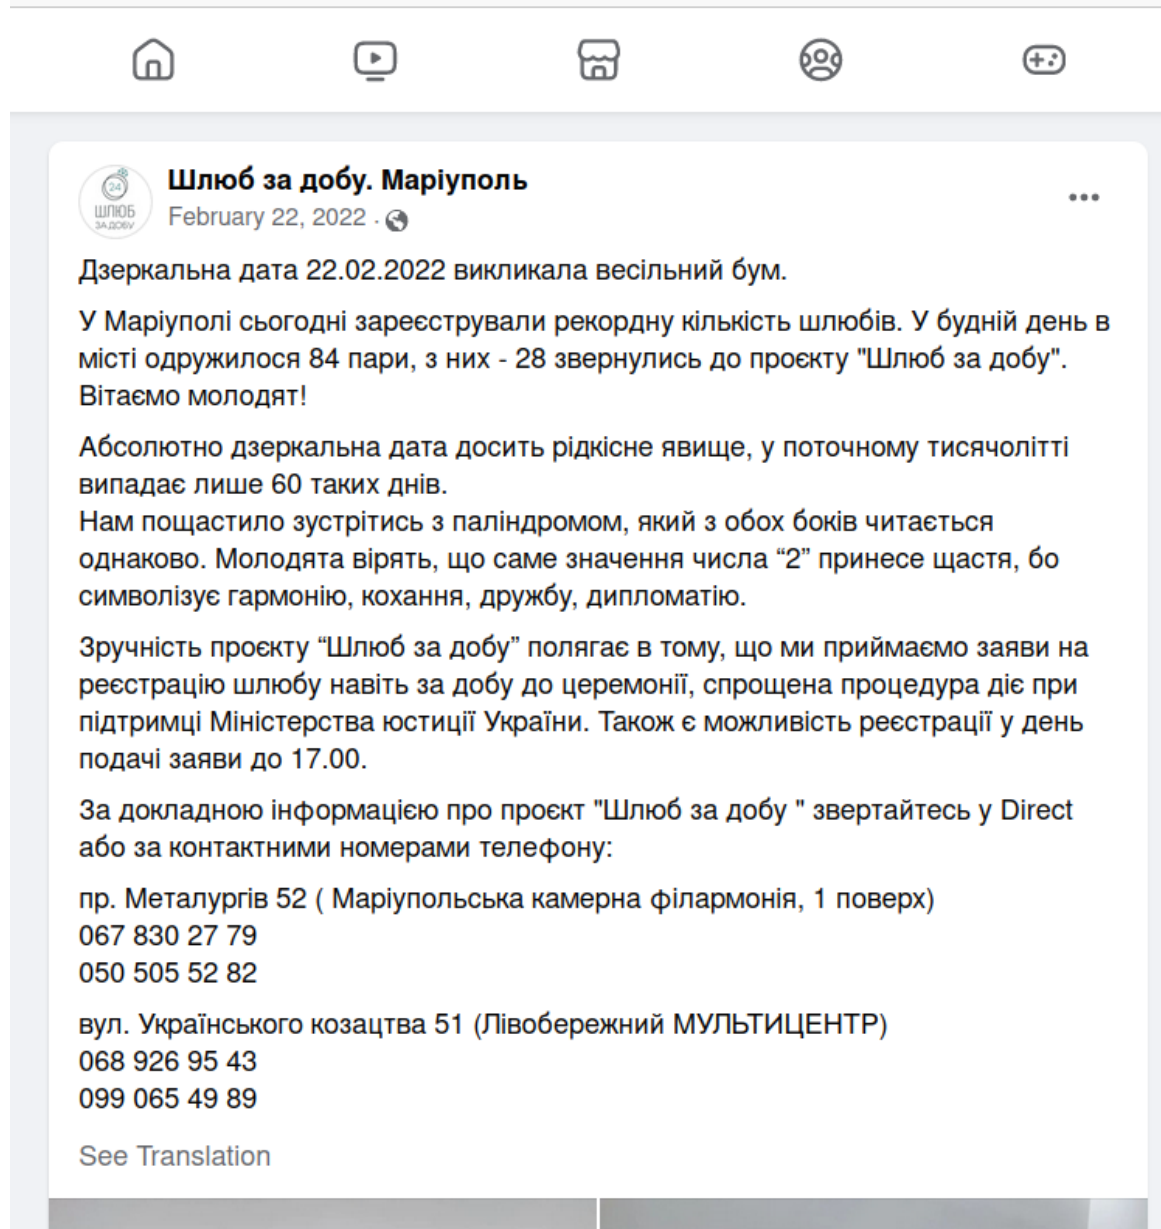 24
ШЛЮБ
ЗА ДОБУ
Шлюб за добу. Маріуполь
February 22, 2022 ·
Дзеркальна дата 22.02.2022 викликала весільний бум.
У Маріуполі сьогодні зареєстрували рекордну кількість шлюбів. У будній день в
місті одружилося 84 пари, з них - 28 звернулись до проєкту "Шлюб за добу".
Вітаємо молодят!
Абсолютно дзеркальна дата досить рідкісне явище, у поточному тисячолітті
випадає лише 60 таких днів.
Нам пощастило зустрітись з паліндромом, який з обох боків читається
однаково. Молодята вірять, що саме значення числа “2” принесе щастя, бо
символізує гармонію, кохання, дружбу, дипломатію.
Зручність проєкту “Шлюб за добу” полягає в тому, що ми приймаємо заяви на
реєстрацію шлюбу навіть за добу до церемонії, спрощена процедура діє при
підтримці Міністерства юстиції України. Також є можливість реєстрації у день
подачі заяви до 17.00.
За докладною інформацією про проєкт "Шлюб за добу " звертайтесь у Direct
або за контактними номерами телефону:
пр. Металургів 52 ( Маріупольська камерна філармонія, 1 поверх)
067 830 27 79
050 505 52 82
вул. Українського козацтва 51 (Лівобережний МУЛЬТИЦЕНТР)
068 926 95 43
099 065 49 89
See Translation